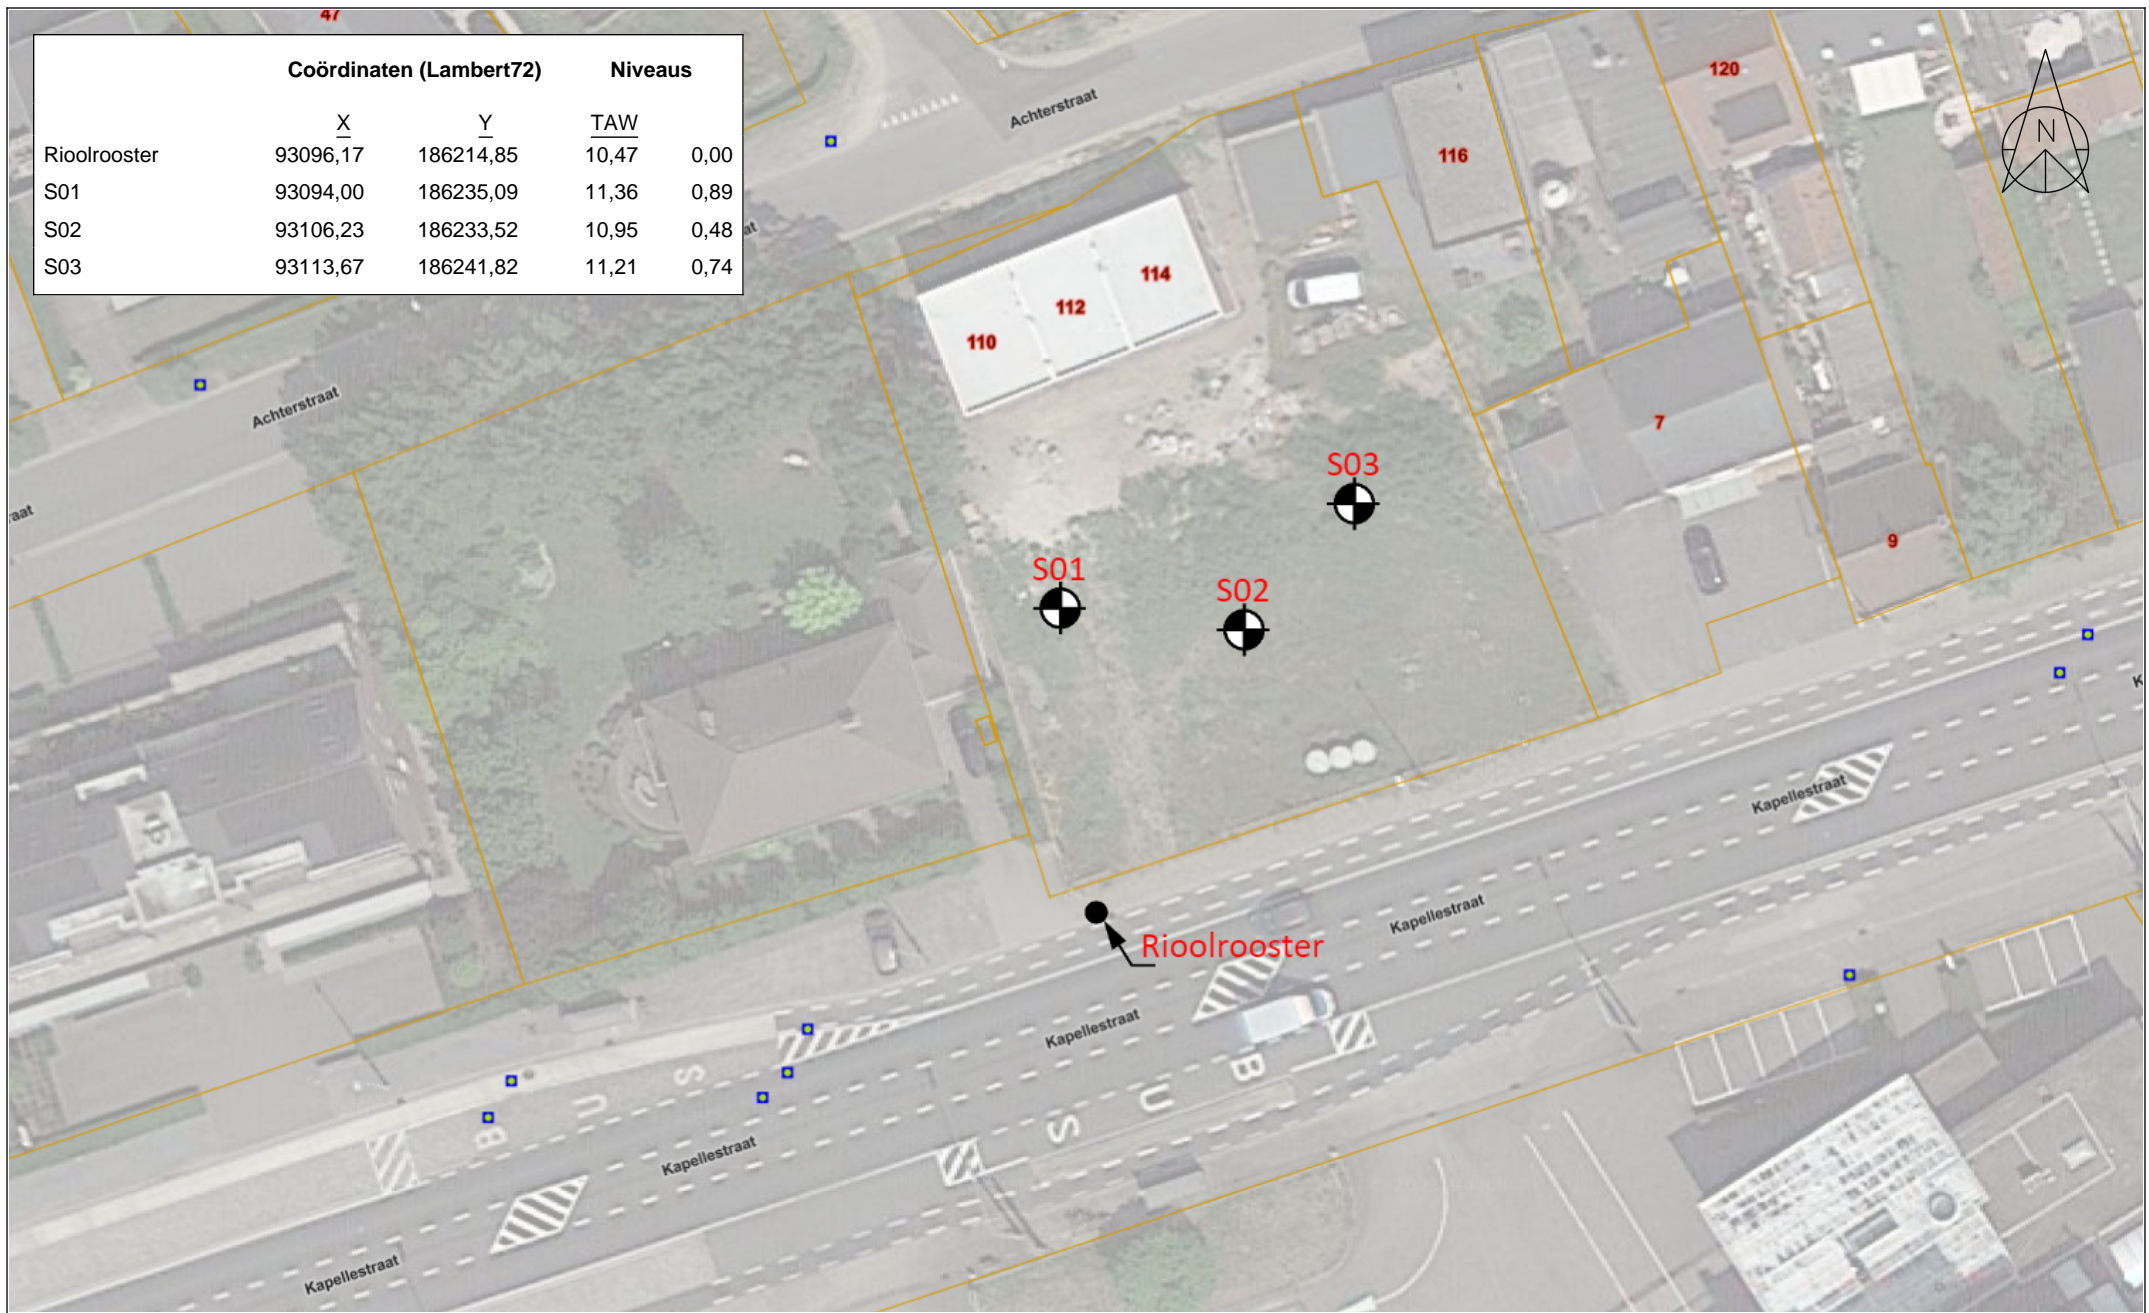 47
Coördinaten (Lambert72) Niveaus
X Y TAW
Rioolrooster 93096,17 186214,85 10,47 0,00
S01 93094,00 186235,09 11,36 0,89
S02 93106,23 186233,52 10,95 0,48
S03 93113,67 186241,82 11,21 0,74
120
N
Achterstraat
116
at
114
112
110
Achterstraat
7
S03
raat
9
S01
S02
K
Kapellestraat
Kapellestraat
Rioolrooster
Kapellestraat
BUS
BUS
Kapellestraat
Kapellestraat